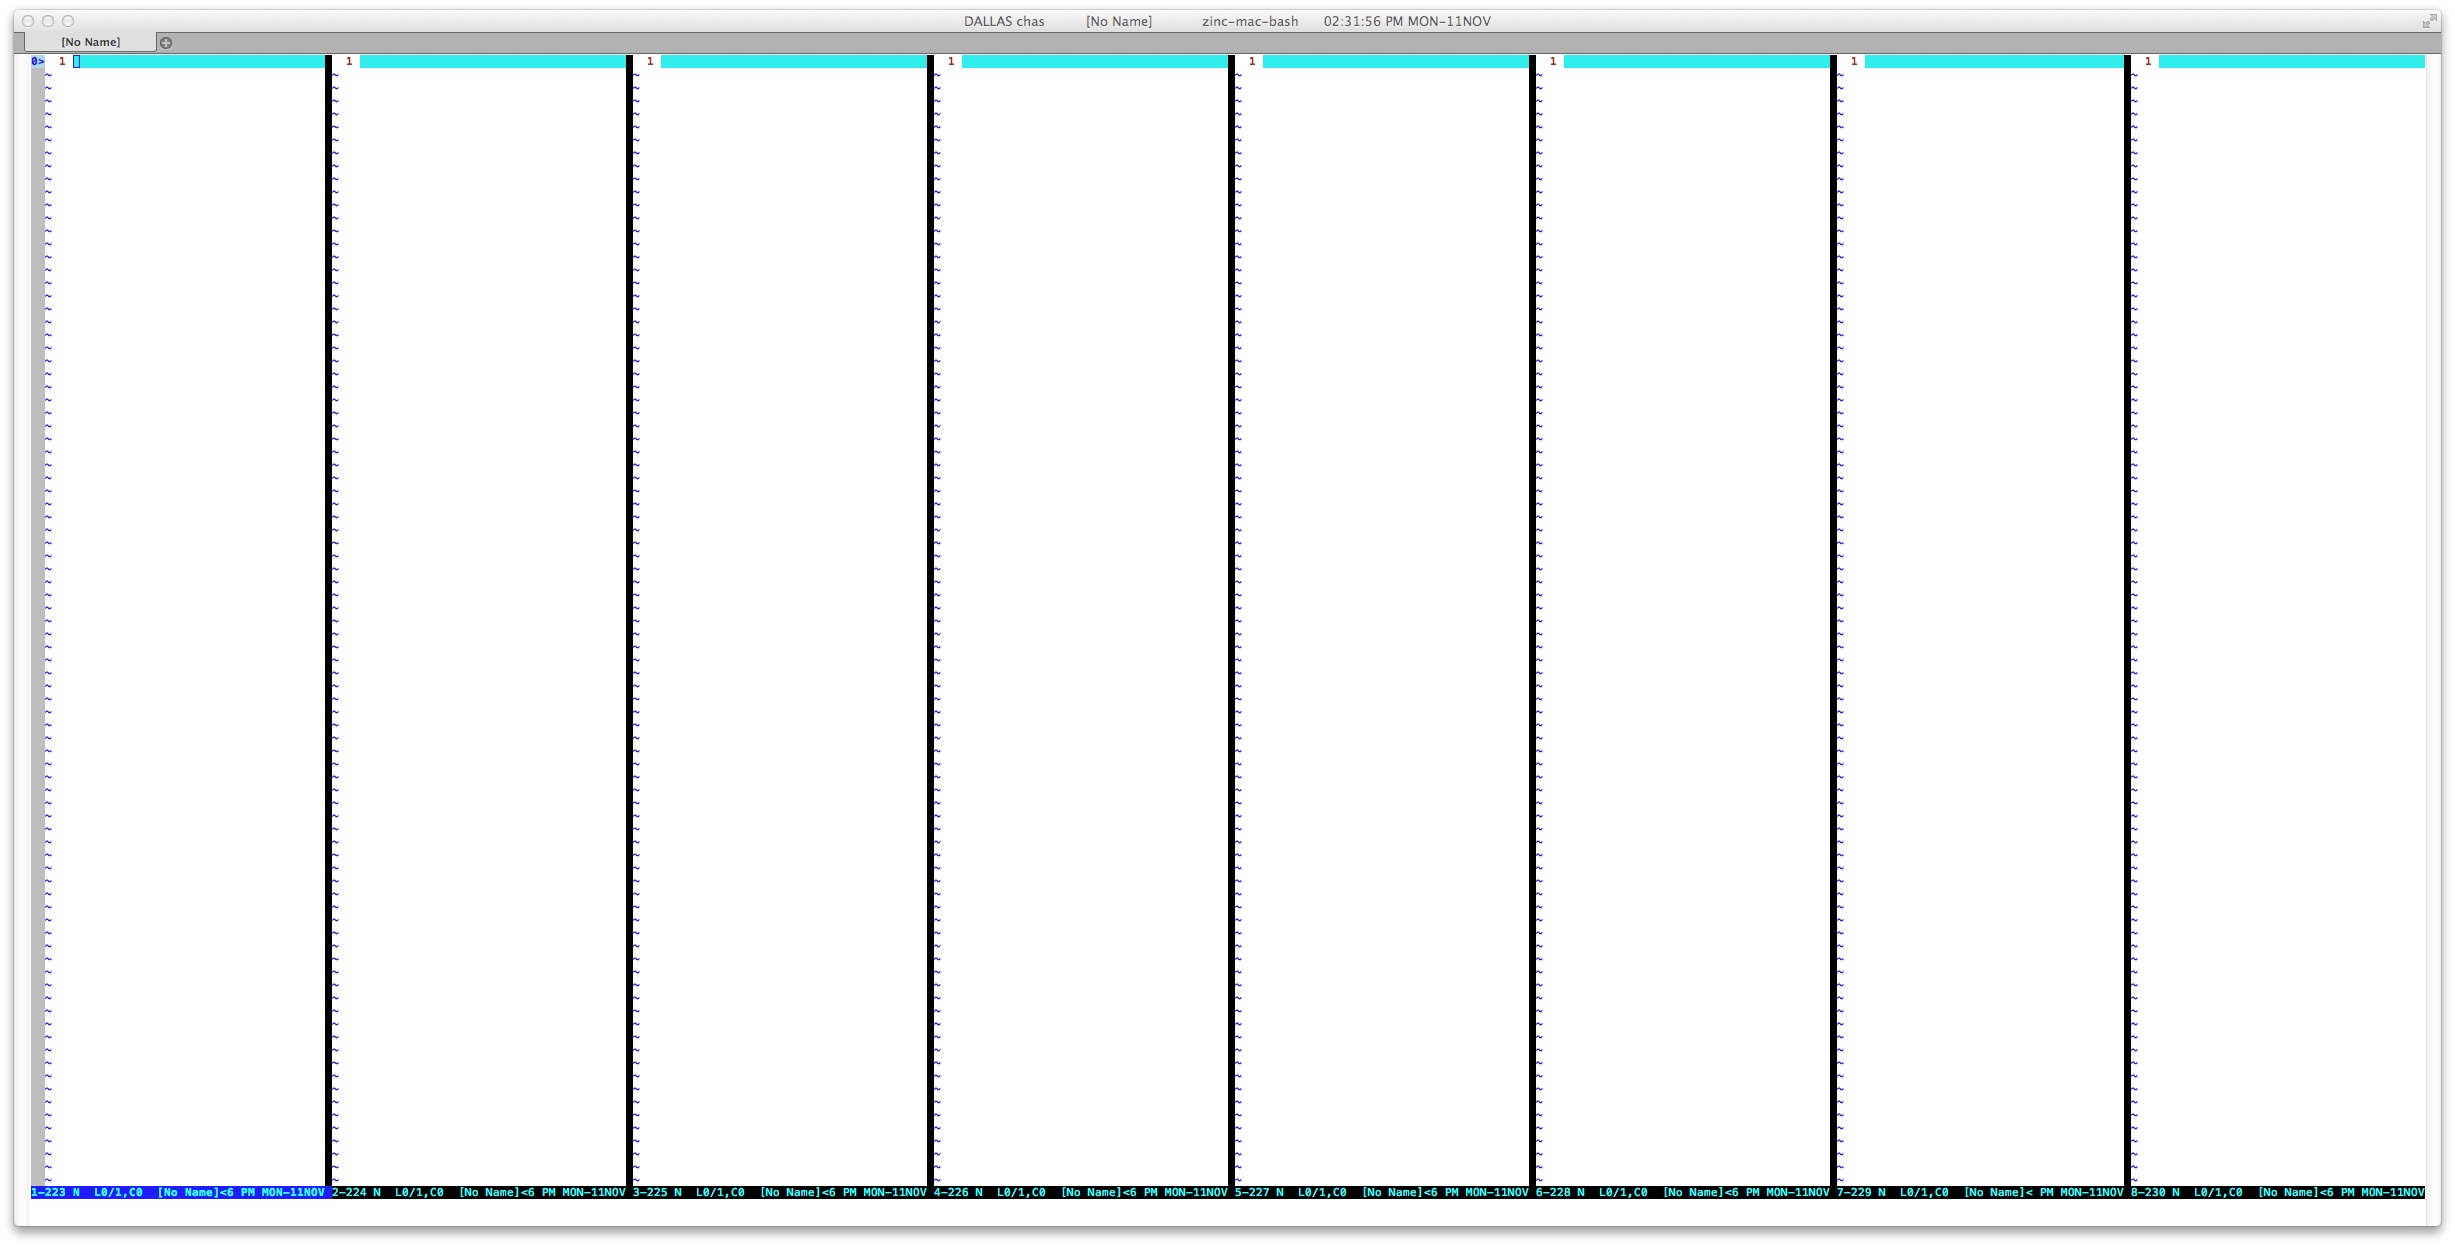 DALLAS chas [No Name] zinc-mac-bash 02:31:56 PM MON-11NOV
[No Name]
0> 1 1 1 1 1 1 1 1
~ ~ ~ ~ ~ ~ ~ ~
1-223 N L0/1,C0 [No Name]<6 PM MON-11NOV 2-224 N L0/1,C0 [No Name]<6 PM MON-11NOV 3-225 N L0/1,C0 [No Name]<6 PM MON-11NOV 4-226 N L0/1,C0 [No Name]<6 PM MON-11NOV 5-227 N L0/1,C0 [No Name]<6 PM MON-11NOV 6-228 N L0/1,C0 [No Name]<6 PM MON-11NOV 7-229 N L0/1,C0 [No Name]< PM MON-11NOV 8-230 N L0/1,C0 [No Name]<6 PM MON-11NOV